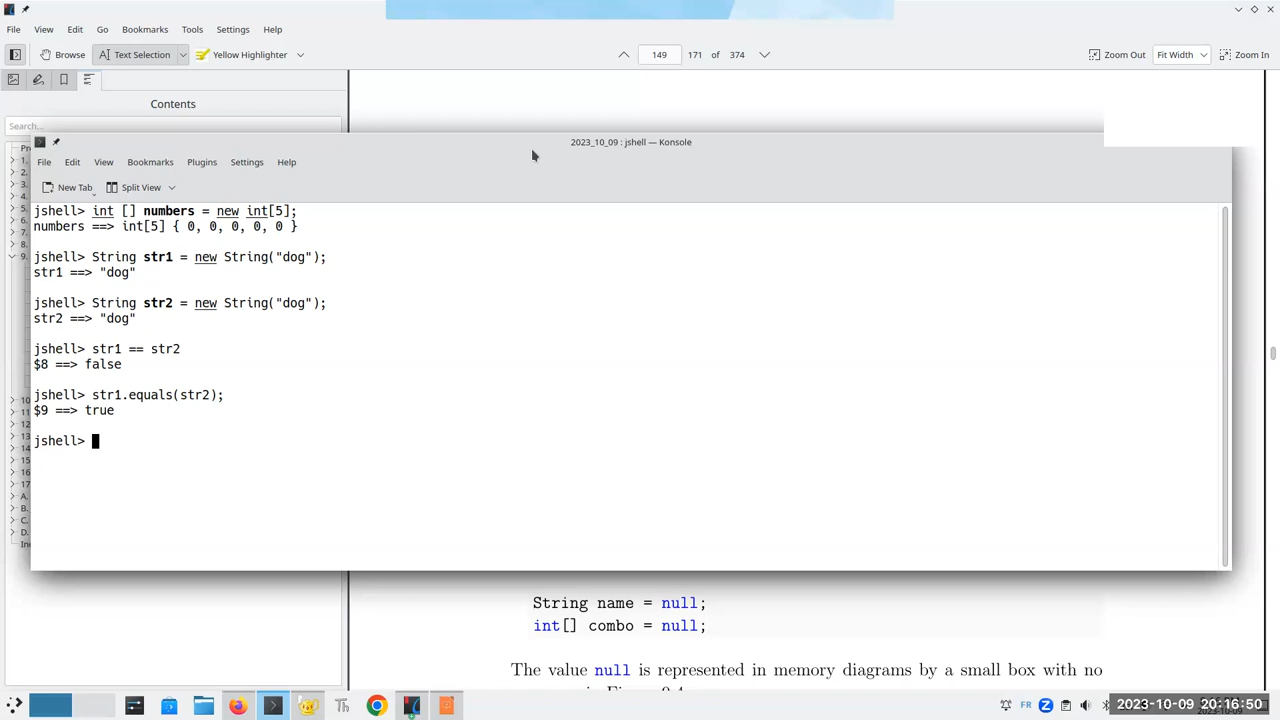 File View Edit Go Bookmarks Tools Settings Help
Browse Text Selection Yellow Highlighter 149 171 of 374 Zoom Out Fit Width Zoom In
Contents
Search...
2023_10_09 : jshell — Konsole
File Edit View Bookmarks Plugins Settings Help
New Tab Split View
jshell> int [] numbers = new int[5];
numbers ==> int[5] { 0, 0, 0, 0, 0 }
jshell> String str1 = new String("dog");
str1 ==> "dog"
jshell> String str2 = new String("dog");
str2 ==> "dog"
jshell> str1 == str2
$8 ==> false
jshell> str1.equals(str2);
$9 ==> true
jshell>
String name = null;
int[] combo = null;
The value null is represented in memory diagrams by a small box with no
FR
2023-10-09 20:16:50